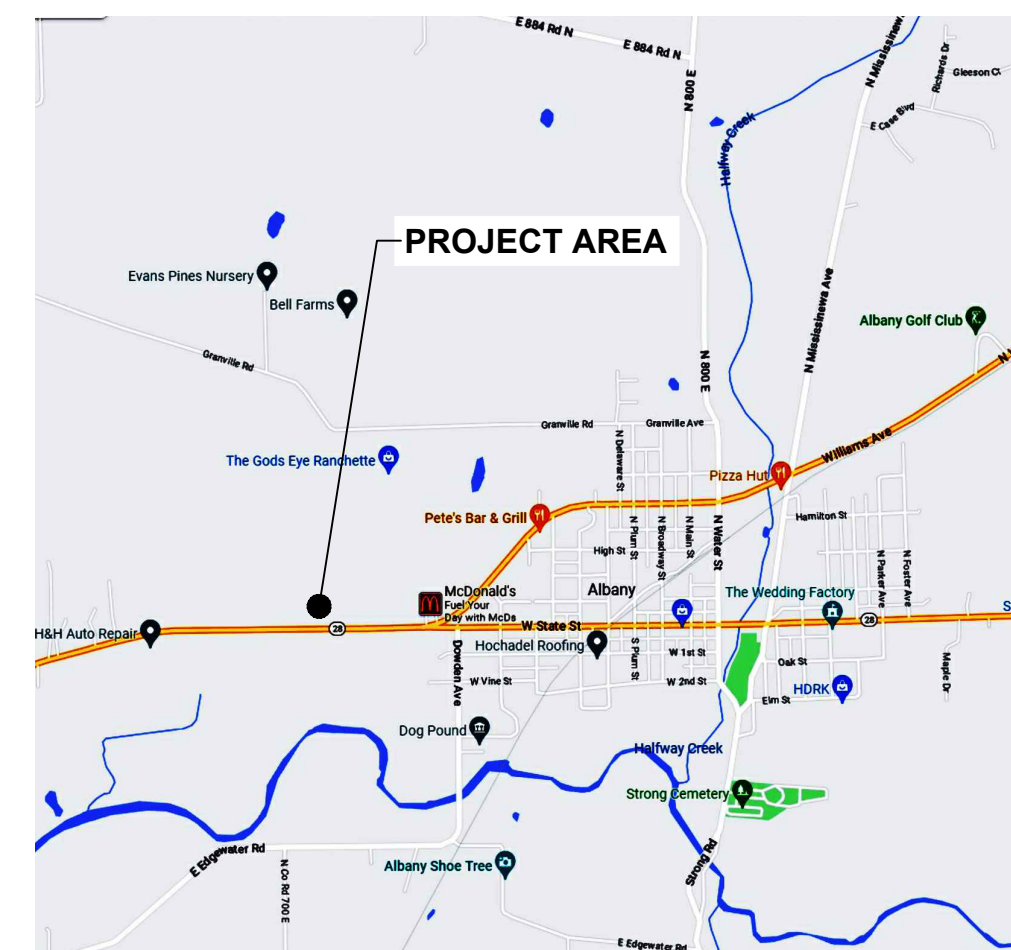 E 884 Rd N
E 884 Rd N
N 800 E
N Mississinewa
Richards Dr
Gleeson Ct
E Case Blvd
Halfway Creek
PROJECT AREA
Evans Pines Nursery
Bell Farms
N Mississinewa Ave
Albany Golf Club
Granville Rd
N 800 E
Granville Rd
Granville Ave
Williams Ave
N Delaware St
The Gods Eye Ranchette
Pizza Hut
Pete's Bar & Grill
N Plum St
N Broadway St
N Main St
N Water St
Hamilton St
High St
N Parker Ave
N Foster Ave
Albany
McDonald's
Fuel Your
Day with McDs
The Wedding Factory
28
H&H Auto Repair
W State St
28
S
Hochadel Roofing
S Plum St
W 1st St
Oak St
Dowden Ave
W Vine St
W 2nd St
HDRK
Elm St
Maple Dr
Dog Pound
Halfway Creek
Strong Cemetery
E Edgewater Rd
N Co Rd 700 E
Albany Shoe Tree
Strong Rd
E Edgewater Rd